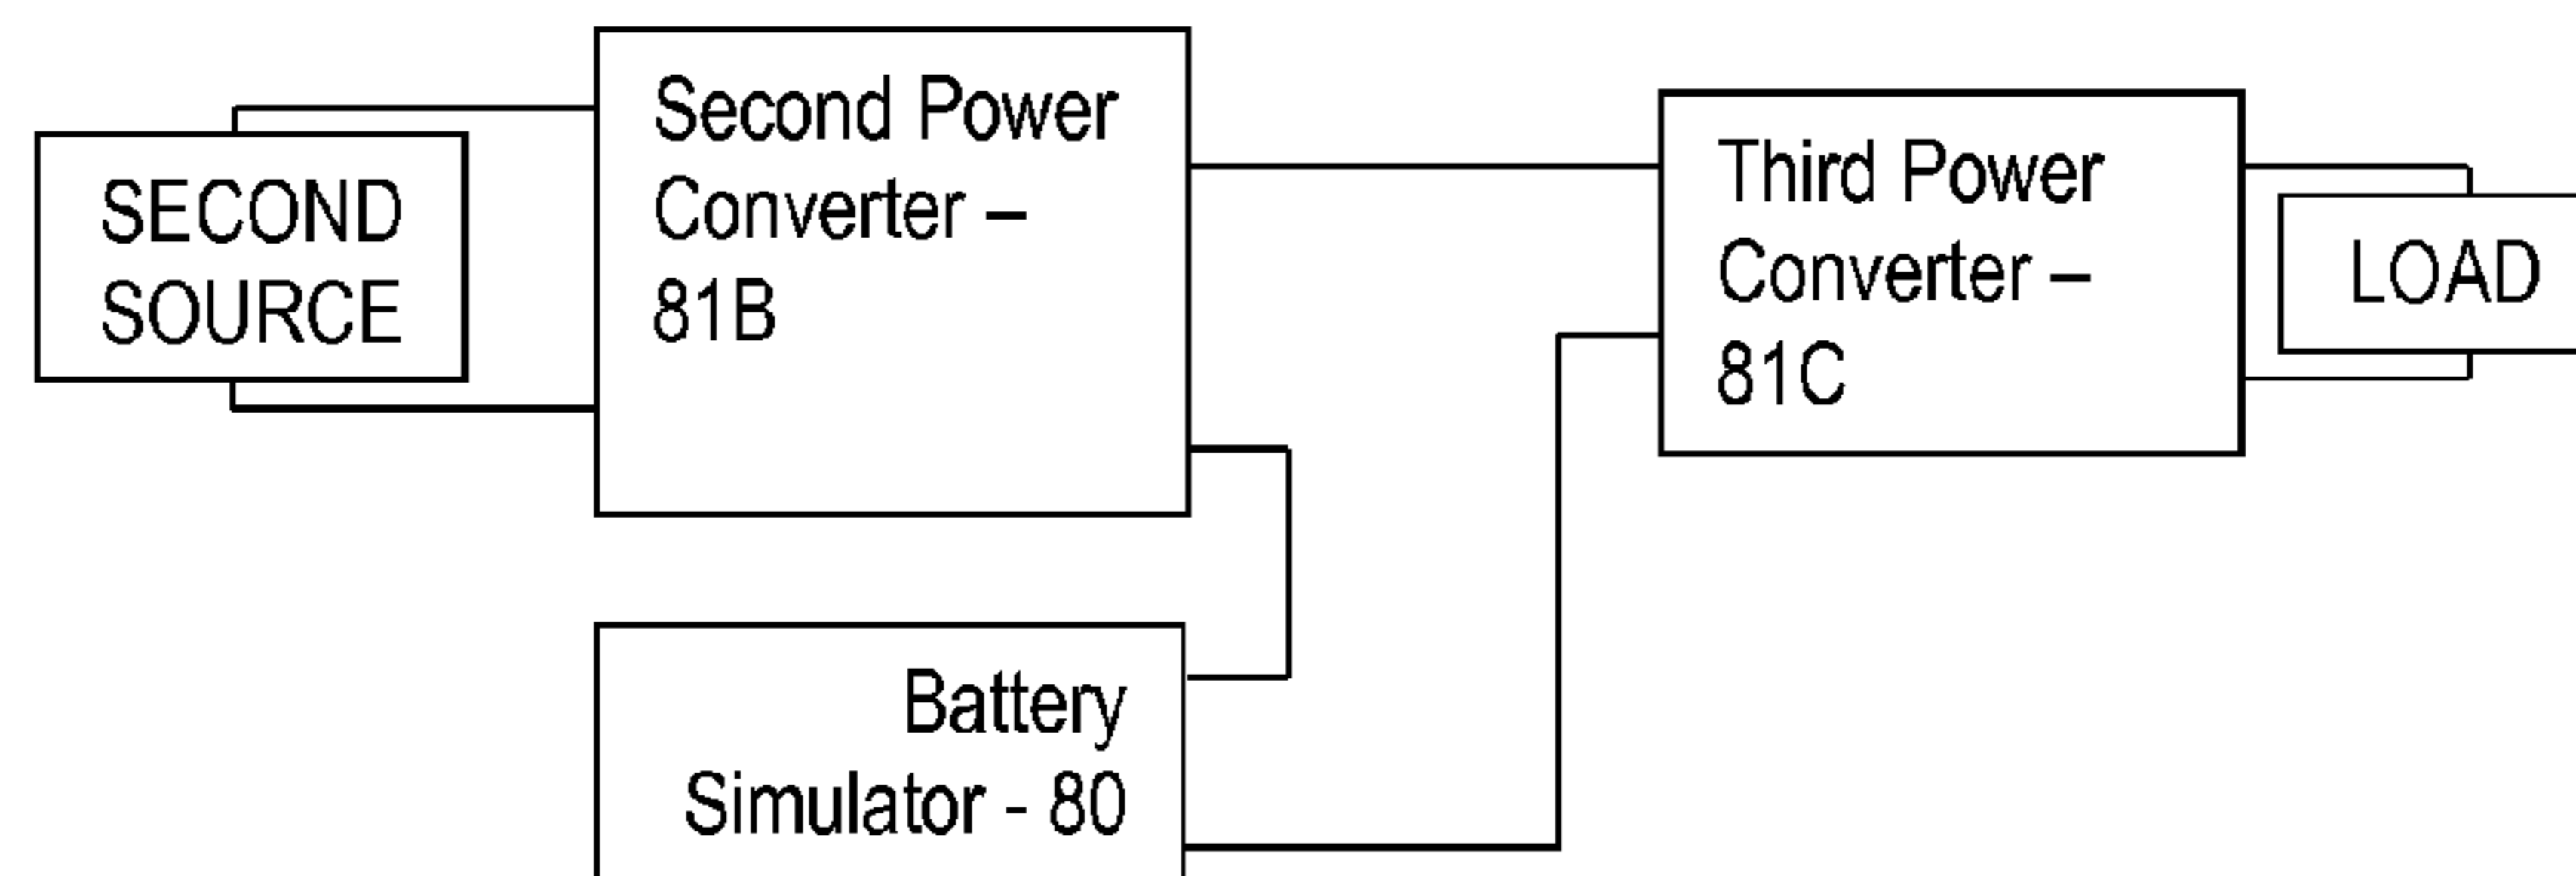 SECOND
SOURCE
Second Power
Converter –
81B
Third Power
Converter –
81C
LOAD
Battery
Simulator - 80